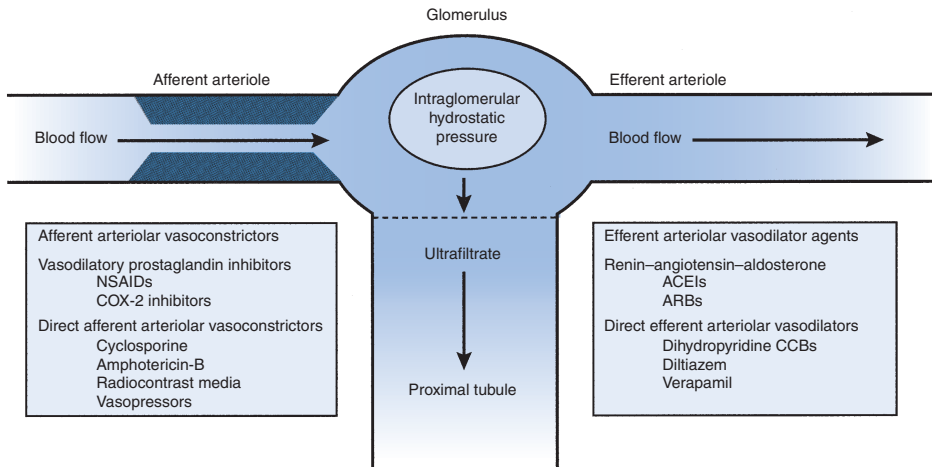 Glomerulus
Afferent arteriole
Efferent arteriole
Intraglomerular
hydrostatic
pressure
Blood flow
Blood flow
Afferent arteriolar vasoconstrictors
Vasodilatory prostaglandin inhibitors
NSAIDs
COX-2 inhibitors
Direct afferent arteriolar vasoconstrictors
Cyclosporine
Amphotericin-B
Radiocontrast media
Vasopressors
Ultrafiltrate
Proximal tubule
Efferent arteriolar vasodilator agents
Renin–angiotensin–aldosterone
ACEIs
ARBs
Direct efferent arteriolar vasodilators
Dihydropyridine CCBs
Diltiazem
Verapamil